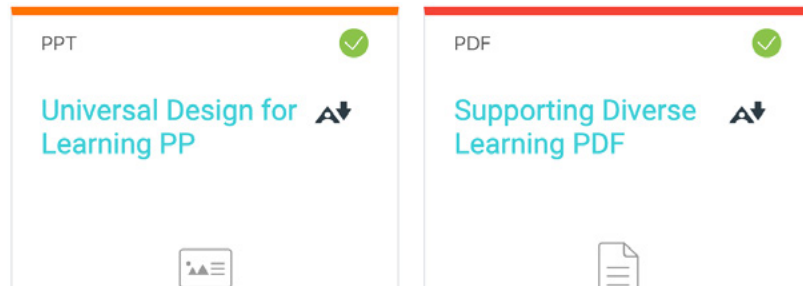 PPT
Universal Design for
Learning PP
PDF
Supporting Diverse
Learning PDF